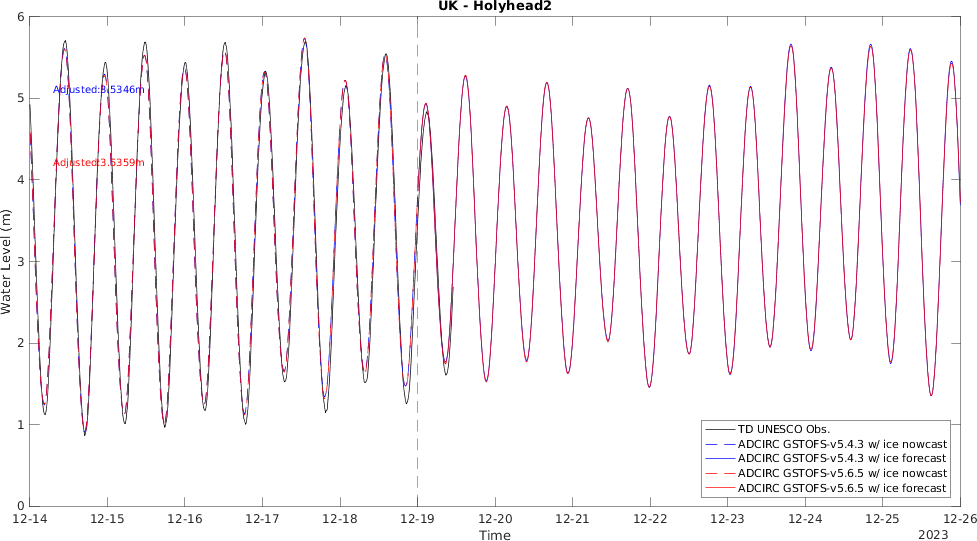 UK - Holyhead2
6
5
4
3
2
1
0
Water Level (m)
Adjusted:3.5346m
Adjusted:3.5359m
TD UNESCO Obs.
ADCIRC GSTOFS-v5.4.3 w/ ice nowcast
ADCIRC GSTOFS-v5.4.3 w/ ice forecast
ADCIRC GSTOFS-v5.6.5 w/ ice nowcast
ADCIRC GSTOFS-v5.6.5 w/ ice forecast
12-14 12-15 12-16 12-17 12-18 12-19 12-20 12-21 12-22 12-23 12-24 12-25 12-26
Time
2023